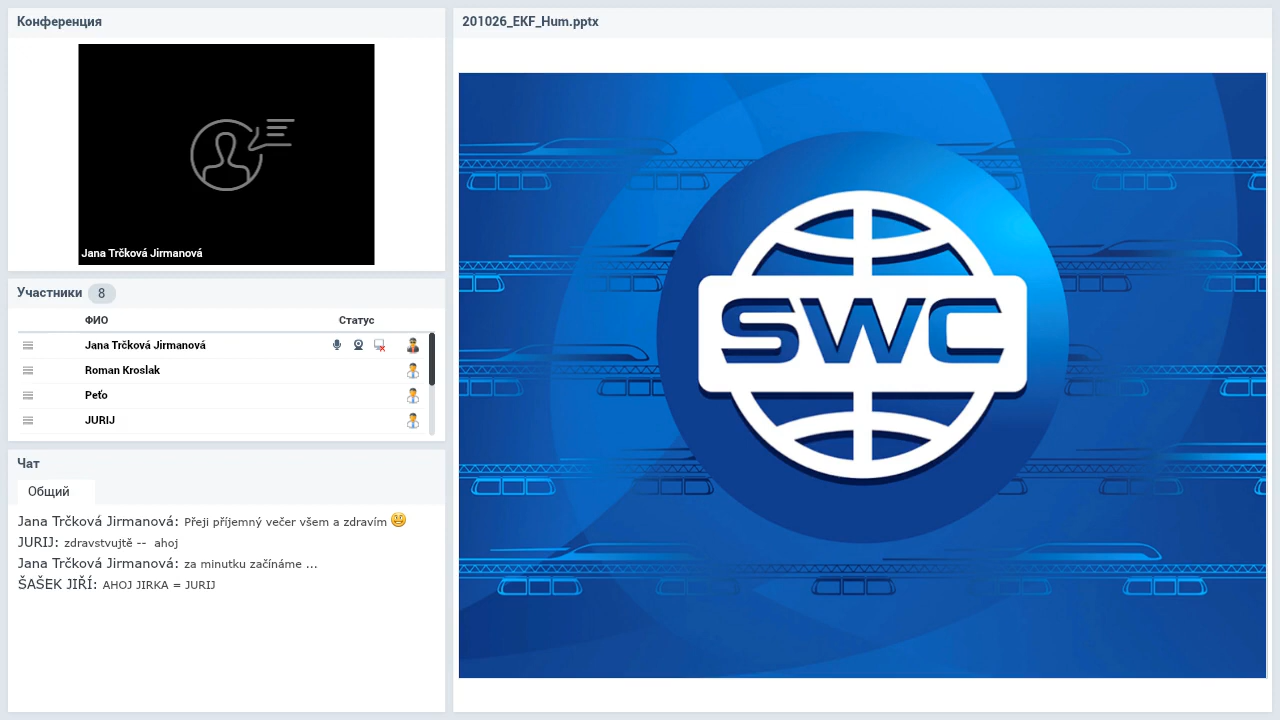 Конференция
Jana Trčková Jirmanová
Участники 8
ФИО Статус
Jana Trčková Jirmanová
Roman Kroslak
Peťo
JURIJ
Чат
Общий
Jana Trčková Jirmanová: Přeji příjemný večer všem a zdravím
JURIJ: zdravstvujtě -- ahoj
Jana Trčková Jirmanová: za minutku začínáme ...
ŠAŠEK JIŘÍ: AHOJ JIRKA = JURIJ
201026_EKF_Hum.pptx
SWC